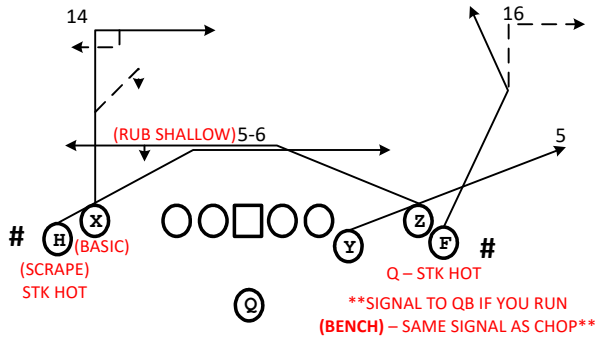 14
16
(RUB SHALLOW) 5-6
5
X
Z
# H (BASIC)
Y
F #
(SCRAPE)
STK HOT
Q – STK HOT
Q
**SIGNAL TO QB IF YOU RUN
(BENCH) – SAME SIGNAL AS CHOP**